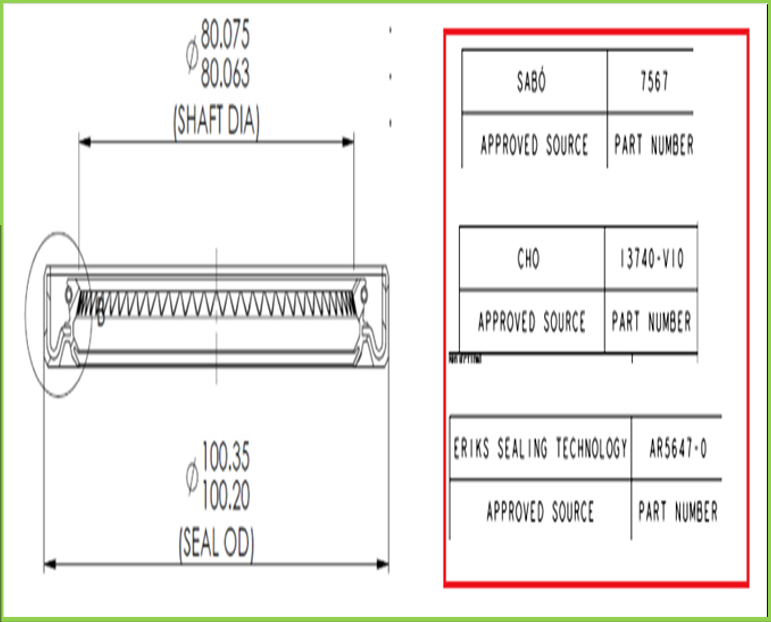 ⌀ 80.075
80.063
(SHAFT DIA)
⌀ 100.35
100.20
(SEAL OD)
SABÓ 7567
APPROVED SOURCE PART NUMBER
CHO 13740-V10
APPROVED SOURCE PART NUMBER
ERIKS SEALING TECHNOLOGY AR5647-0
APPROVED SOURCE PART NUMBER